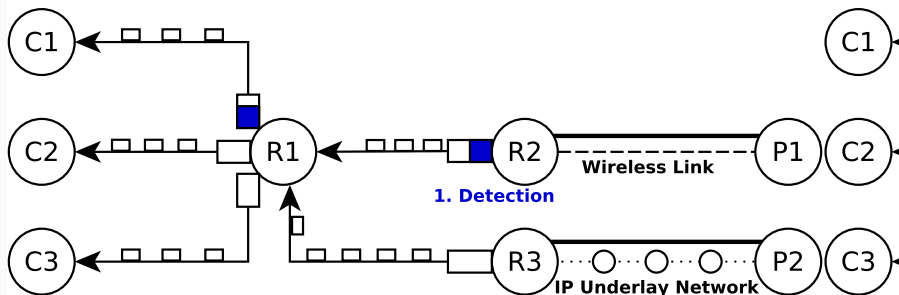 C1
C1
C2
R1
R2
P1
C2
Wireless Link
1. Detection
C3
R3
P2
C3
IP Underlay Network